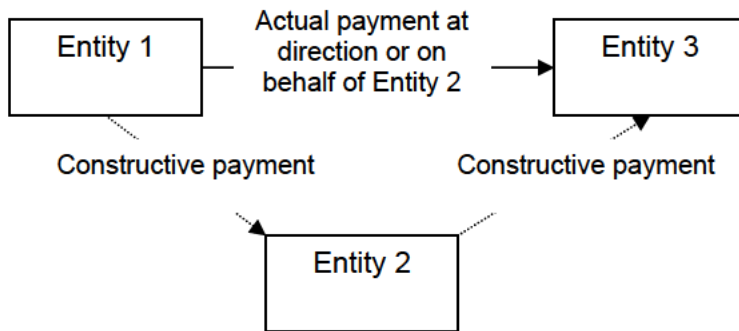 Entity 1
Actual payment at
direction or on
behalf of Entity 2
Entity 3
Constructive payment
Constructive payment
Entity 2